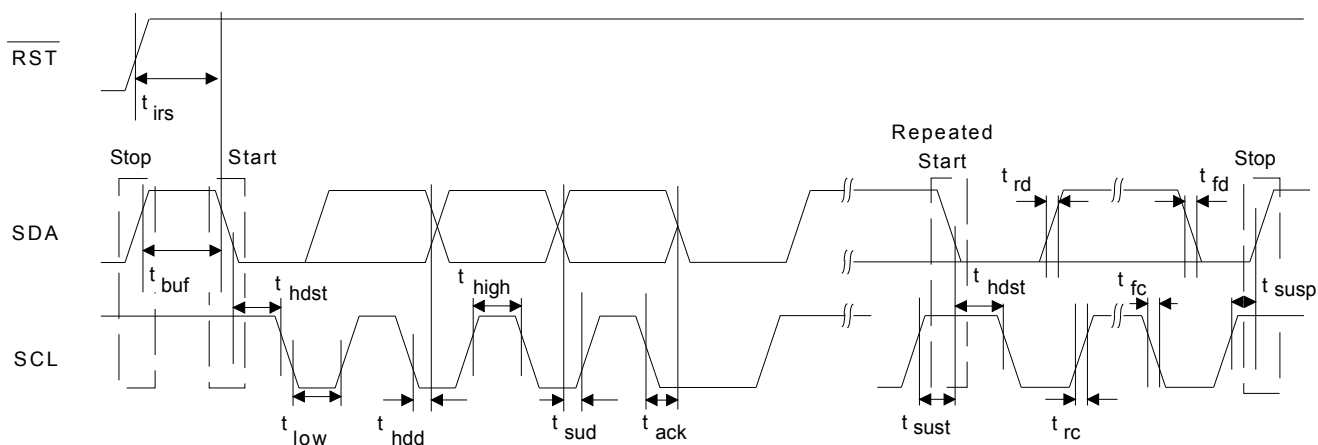 RST
t irs
Repeated
Stop Start Start Stop
t rd t fd
SDA
t buf t hdst t high t hdst t fc t susp
SCL
t low t hdd t sud t ack t sust t rc